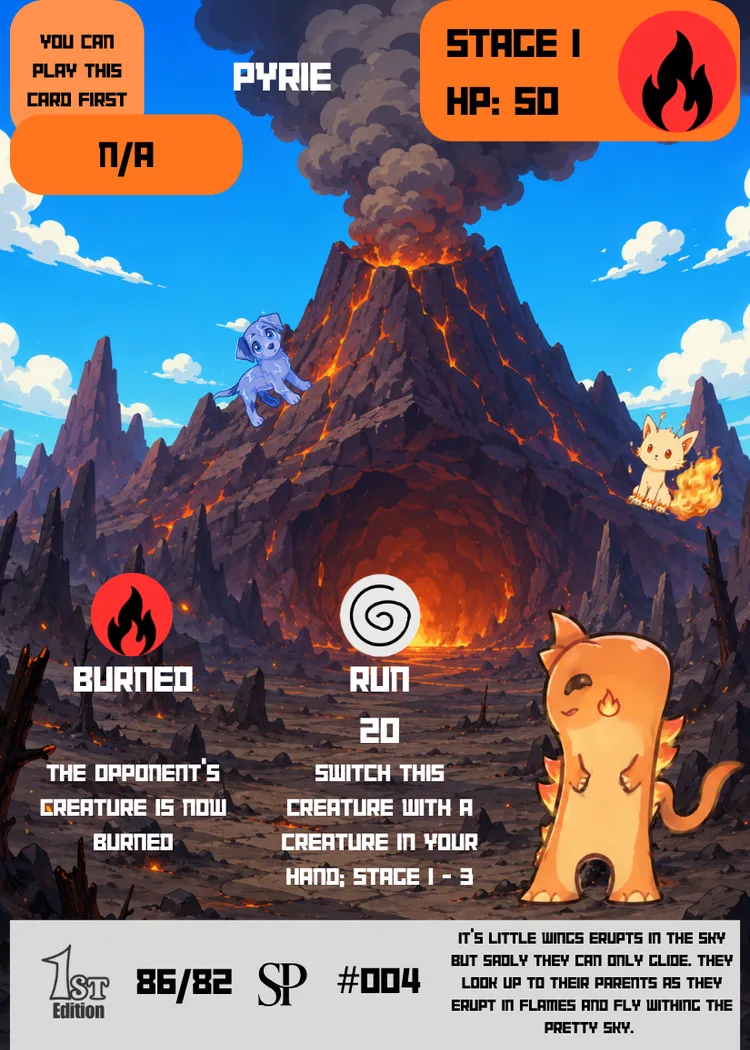 YOU CAN
PLAY THIS
CARD FIRST
N/A
PYRIE
STAGE 1
HP: 50
BURNED
THE OPPONENT'S
CREATURE IS NOW
BURNED
RUN
20
SWITCH THIS
CREATURE WITH A
CREATURE IN YOUR
HAND; STAGE 1 - 3
1ST
Edition
86/82
SP
#004
IT'S LITTLE WINGS ERUPTS IN THE SKY
BUT SADLY THEY CAN ONLY GLIDE. THEY
LOOK UP TO THEIR PARENTS AS THEY
ERUPT IN FLAMES AND FLY WITHING THE
PRETTY SKY.